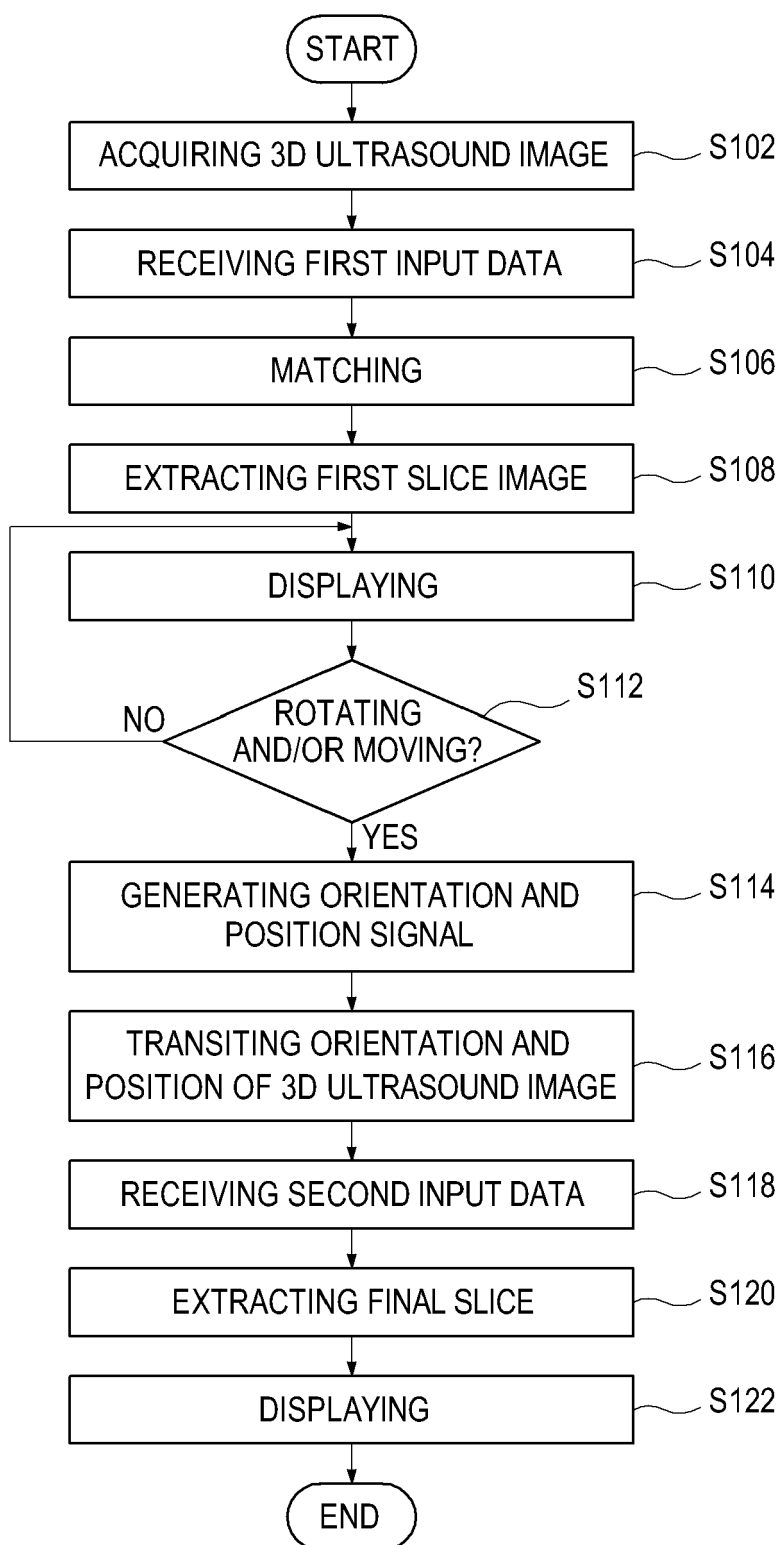 START
ACQUIRING 3D ULTRASOUND IMAGE
S102
RECEIVING FIRST INPUT DATA
S104
MATCHING
S106
EXTRACTING FIRST SLICE IMAGE
S108
DISPLAYING
S110
ROTATING
AND/OR MOVING?
S112
NO
YES
GENERATING ORIENTATION AND
POSITION SIGNAL
S114
TRANSITING ORIENTATION AND
POSITION OF 3D ULTRASOUND IMAGE
S116
RECEIVING SECOND INPUT DATA
S118
EXTRACTING FINAL SLICE
S120
DISPLAYING
S122
END